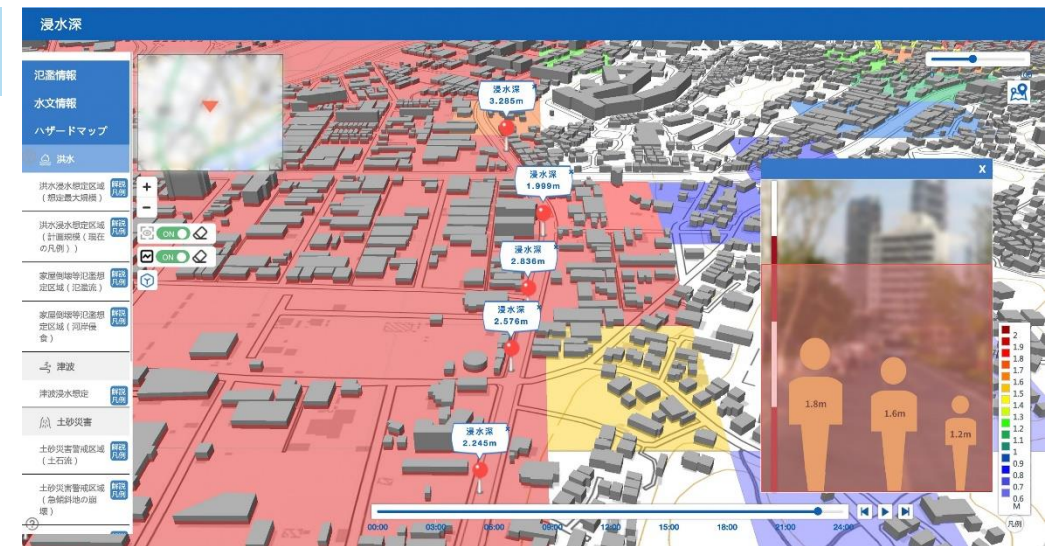 浸水深
氾濫情報
水文情報
ハザードマップ
洪水
洪水浸水想定区域
(想定最大規模)
解説
凡例
洪水浸水想定区域
(計画規模(現在
の凡例))
解説
凡例
家屋倒壊等氾濫想
定区域(氾濫流)
解説
凡例
家屋倒壊等氾濫想
定区域(河岸侵
食)
解説
凡例
津波
津波浸水想定
解説
凡例
土砂災害
土砂災害警戒区域
(土石流)
解説
凡例
土砂災害警戒区域
(急傾斜地の崩
壊)
解説
凡例
?
+
−
ON
ON
浸水深
3.285m
x
浸水深
1.989m
x
浸水深
2.836m
x
浸水深
2.576m
x
浸水深
2.245m
x
x
1.8m
1.6m
1.2m
2
1.9
1.8
1.7
1.6
1.5
1.4
1.3
1.2
1.1
1
0.9
0.8
0.7
0.6
M
凡例
00:00
03:00
06:00
09:00
12:00
15:00
18:00
21:00
24:00